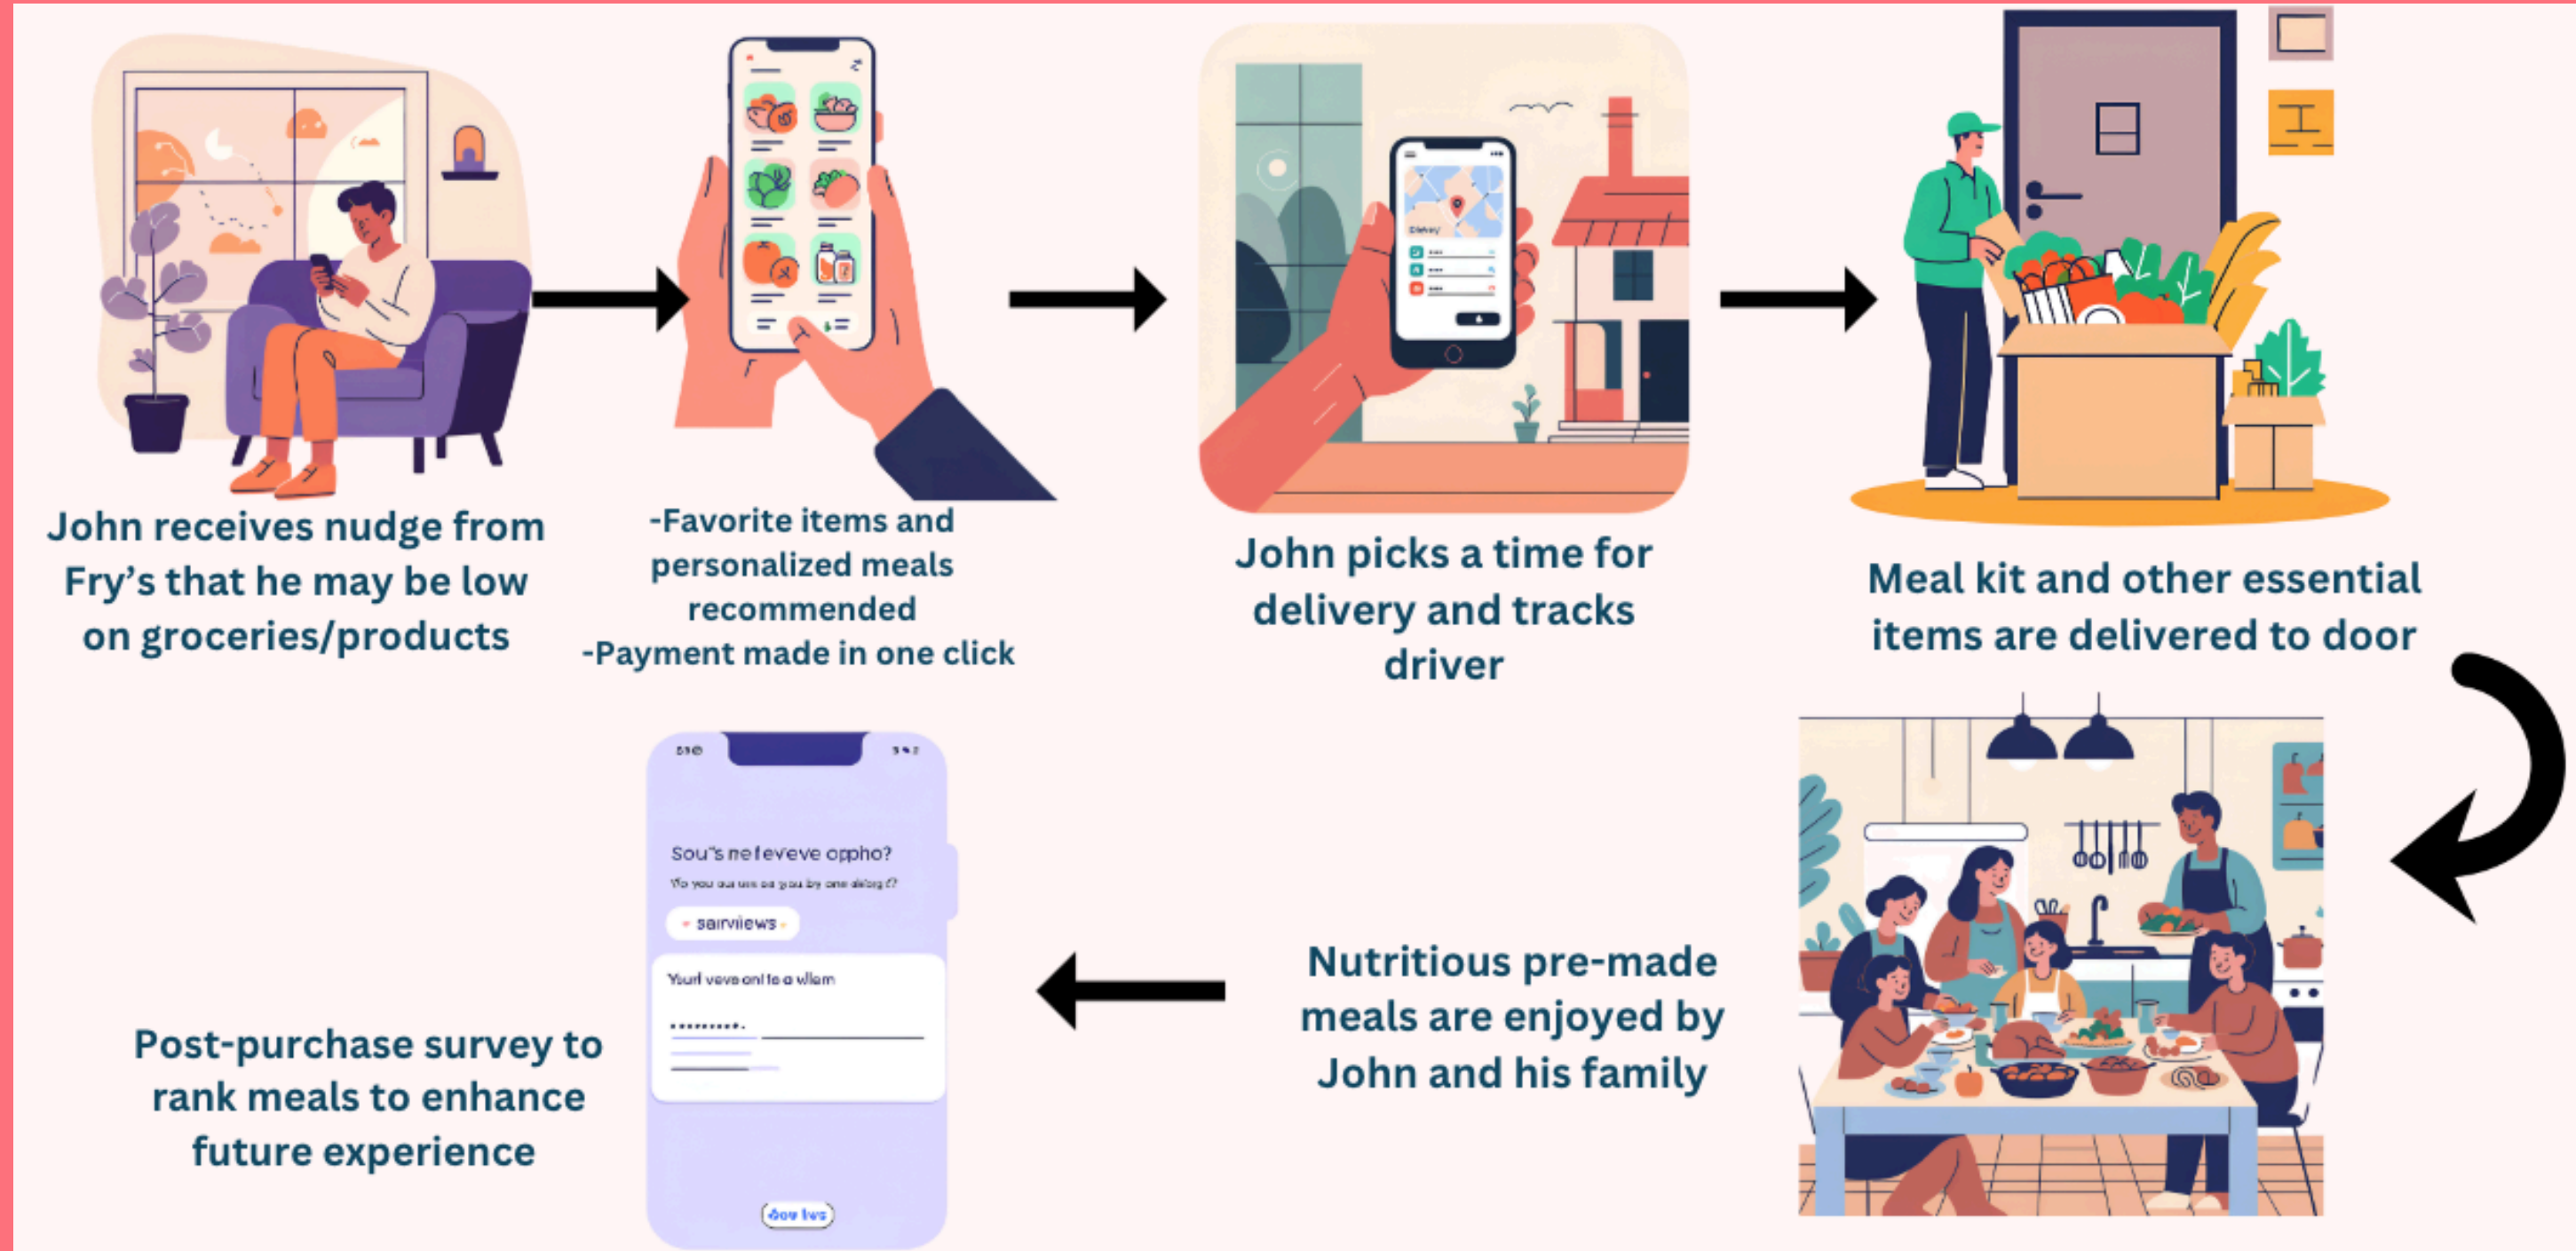 John receives nudge from
Fry's that he may be low
on groceries/products
-Favorite items and
personalized meals
recommended
-Payment made in one click
John picks a time for
delivery and tracks
driver
Meal kit and other essential
items are delivered to door
Nutritious pre-made
meals are enjoyed by
John and his family
Post-purchase survey to
rank meals to enhance
future experience